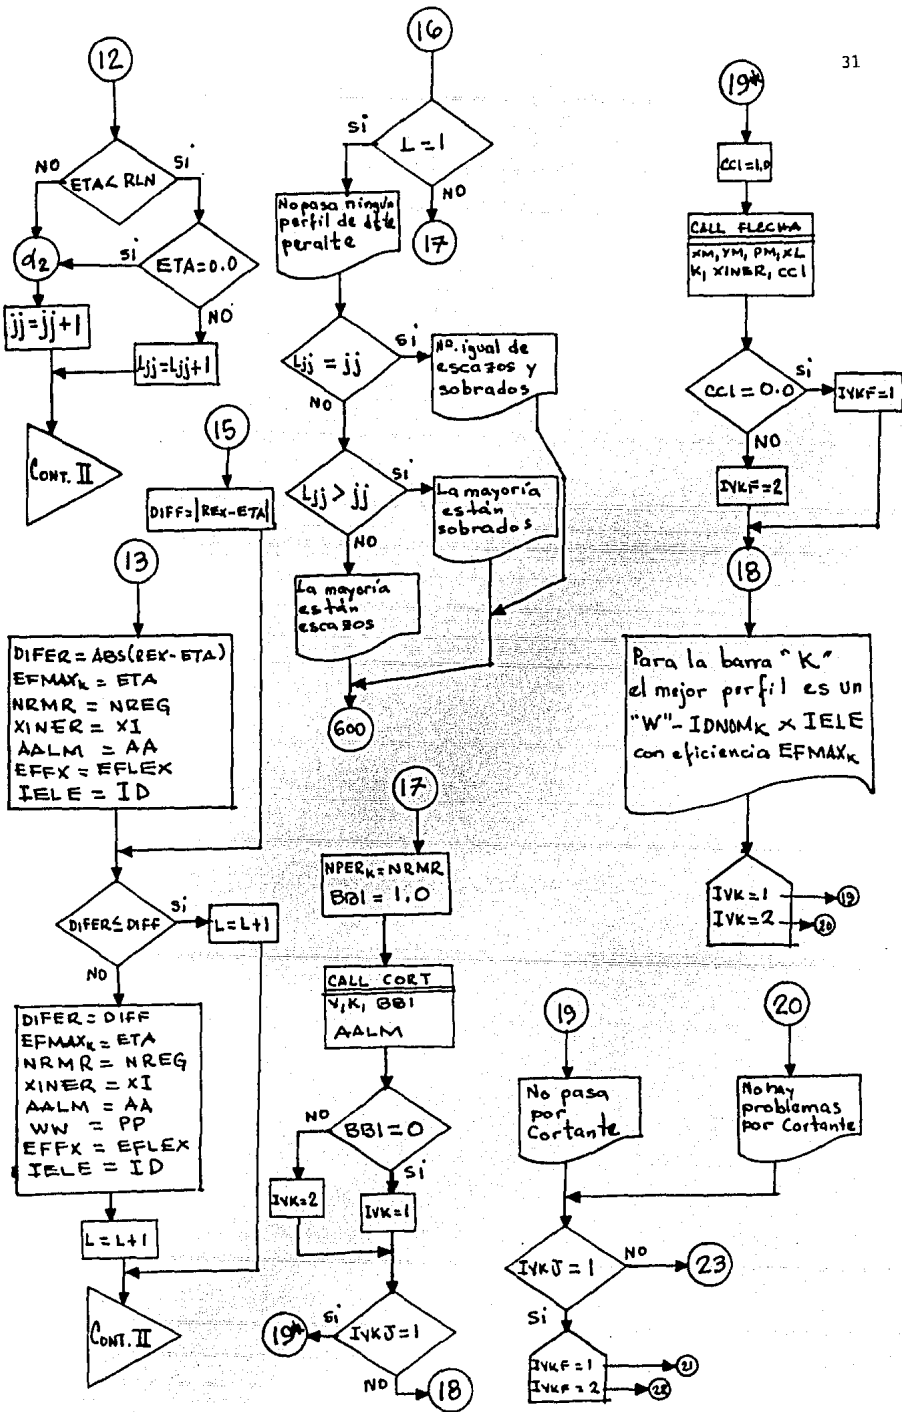 31
12
ETA< RLN
NO
Si
α2
Si
ETA=0.0
NO
jj=jj+1
Ljj=Ljj+1
CONT. II
15
DIFF=|REX-ETA|
13
DIFER = ABS(REX-ETA)
EFMAXK = ETA
NRMR = NREG
XINER = XI
AALM = AA
EFFX = EFLEX
IELE = ID
DIFER≤DIFF
Si
L=L+1
NO
DIFER = DIFF
EFMAXK = ETA
NRMR = NREG
XINER = XI
AALM = AA
WW = PP
EFFX = EFLEX
IELE = ID
L=L+1
CONT. II
16
Si
L=1
NO
17
No pasa ningún
perfil de este
peralte
Ljj = jj
Si
No. igual de
escazos y
sobrados
NO
Ljj > jj
Si
La mayoría
están
sobrados
NO
La mayoría
están
escazos
600
17
NPERK=NRMR
BB1 = 1.0
CALL CORT
V,K, BB1
AALM
NO
BB1=0
Si
IVK=2
IVK=1
19*
Si
IVKJ=1
NO
18
19*
CC1=1.0
CALL FLECHA
XM, YM, PM, XL
K, XINER, CC1
CC1=0.0
Si
IVKF=1
NO
IVKF=2
18
Para la barra "K"
el mejor perfil es un
"W"-IDNOMK x IELE
con eficiencia EFMAXK
IVK=1
19
IVK=2
20
19
20
No pasa
por
Cortante
No hay
problemas
por Cortante
IVKJ=1
NO
23
Si
IVKF=1
21
IVKF=2